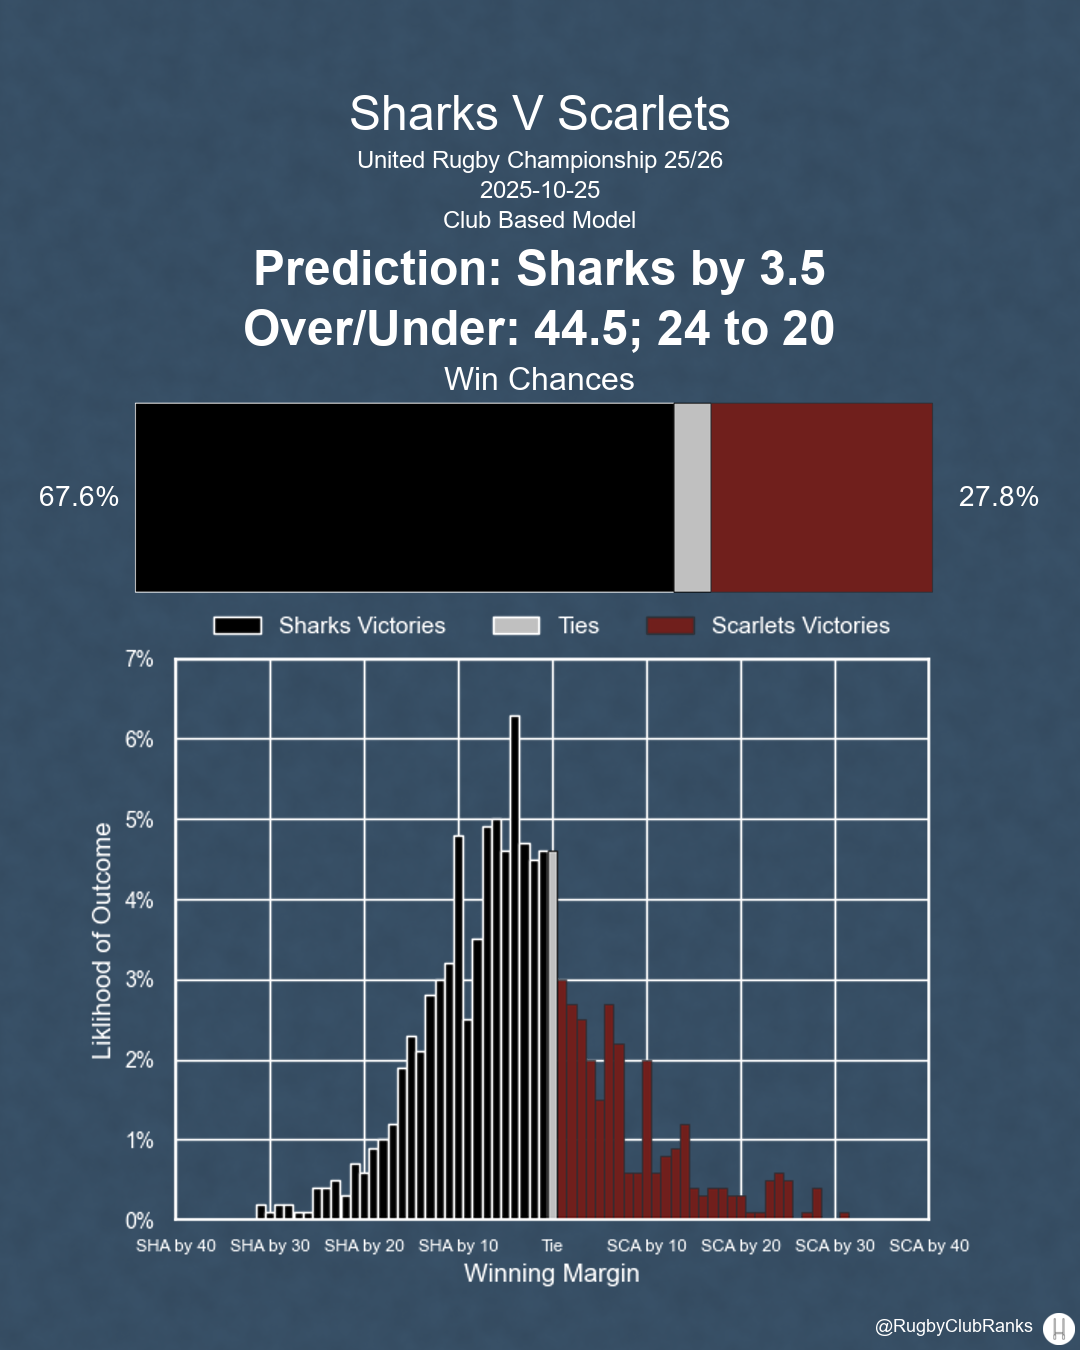 Sharks V Scarlets
United Rugby Championship 25/26
2025-10-25
Club Based Model
Prediction: Sharks by 3.5
Over/Under: 44.5; 24 to 20
Win Chances
67.6%
27.8%
Sharks Victories
Ties
Scarlets Victories
7%
6%
5%
4%
3%
2%
1%
0%
Liklihood of Outcome
SHA by 40
SHA by 30
SHA by 20
SHA by 10
Tie
SCA by 10
SCA by 20
SCA by 30
SCA by 40
Winning Margin
@RugbyClubRanks